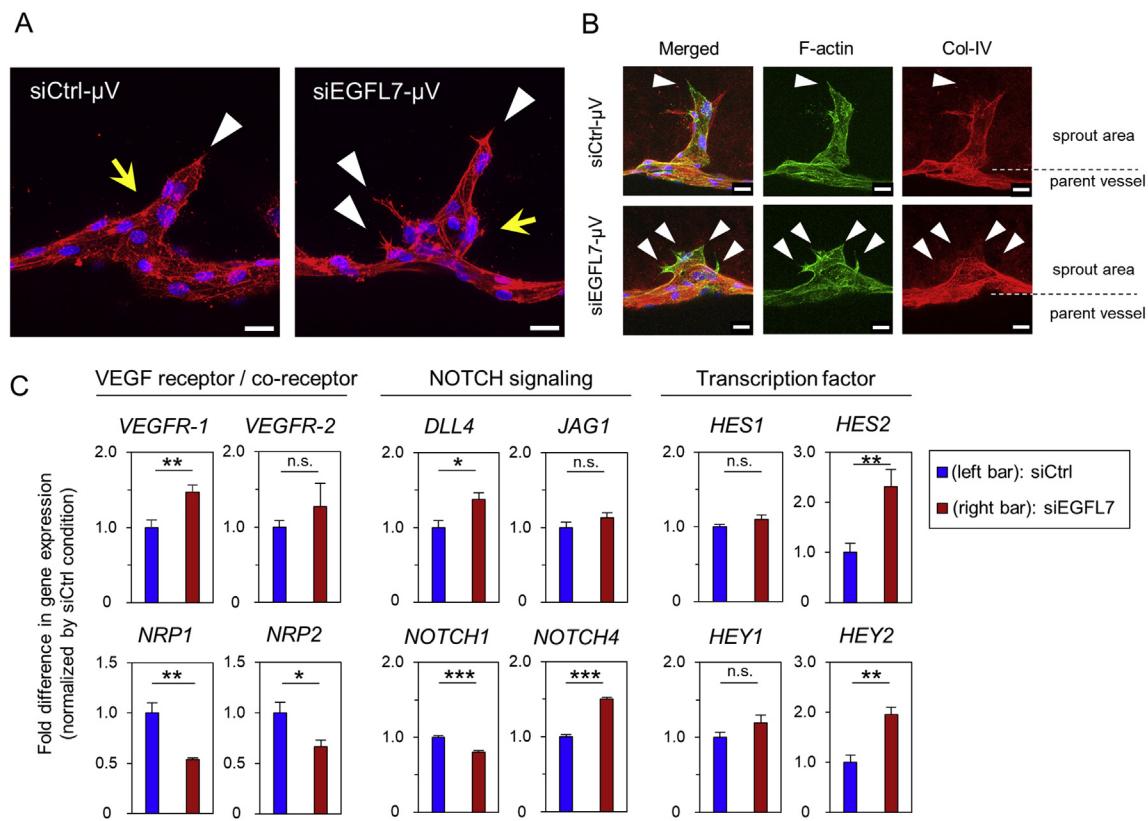 A
siCtrl-µV
siEGFL7-µV
B
Merged
F-actin
Col-IV
siCtrl-µV
sprout area
parent vessel
siEGFL7-µV
sprout area
parent vessel
C
VEGF receptor / co-receptor
NOTCH signaling
Transcription factor
Fold difference in gene expression
(normalized by siCtrl condition)
VEGFR-1
2.0
1.0
0
**
VEGFR-2
2.0
1.0
0
n.s.
DLL4
2.0
1.0
0
*
JAG1
2.0
1.0
0
n.s.
HES1
2.0
1.0
0
n.s.
HES2
3.0
2.0
1.0
0
**
(left bar): siCtrl
(right bar): siEGFL7
NRP1
1.5
1.0
0.5
0
**
NRP2
1.5
1.0
0.5
0
*
NOTCH1
2.0
1.0
0
***
NOTCH4
2.0
1.0
0
***
HEY1
2.0
1.0
0
n.s.
HEY2
3.0
2.0
1.0
0
**